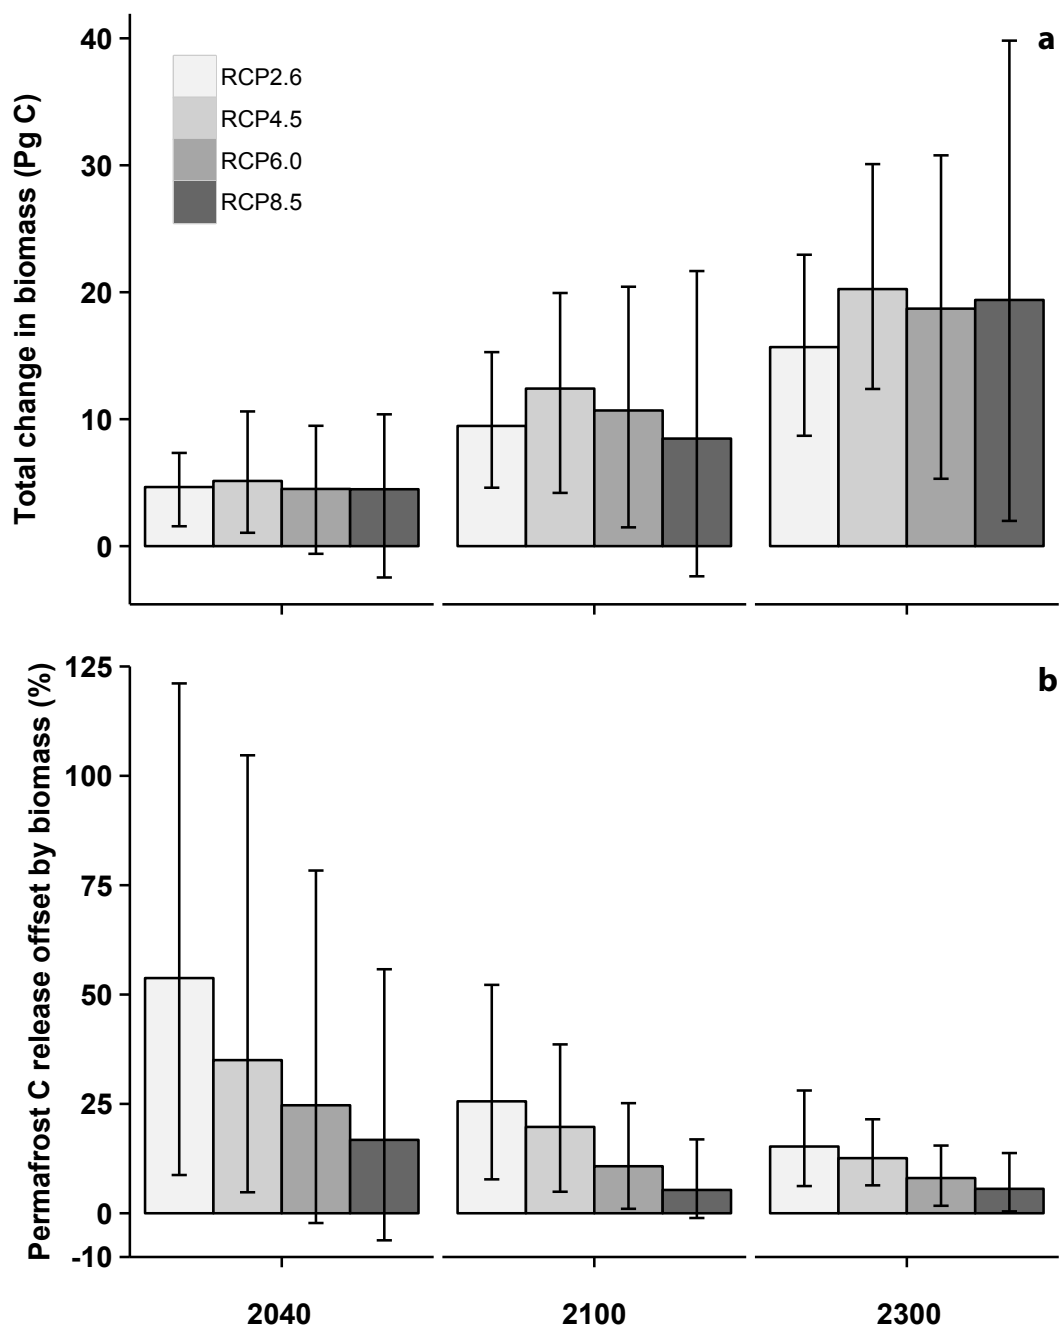 a
Total change in biomass (Pg C)
40
30
20
10
0
RCP2.6
RCP4.5
RCP6.0
RCP8.5
b
Permafrost C release offset by biomass (%)
125
100
75
50
25
0
-10
2040 2100 2300